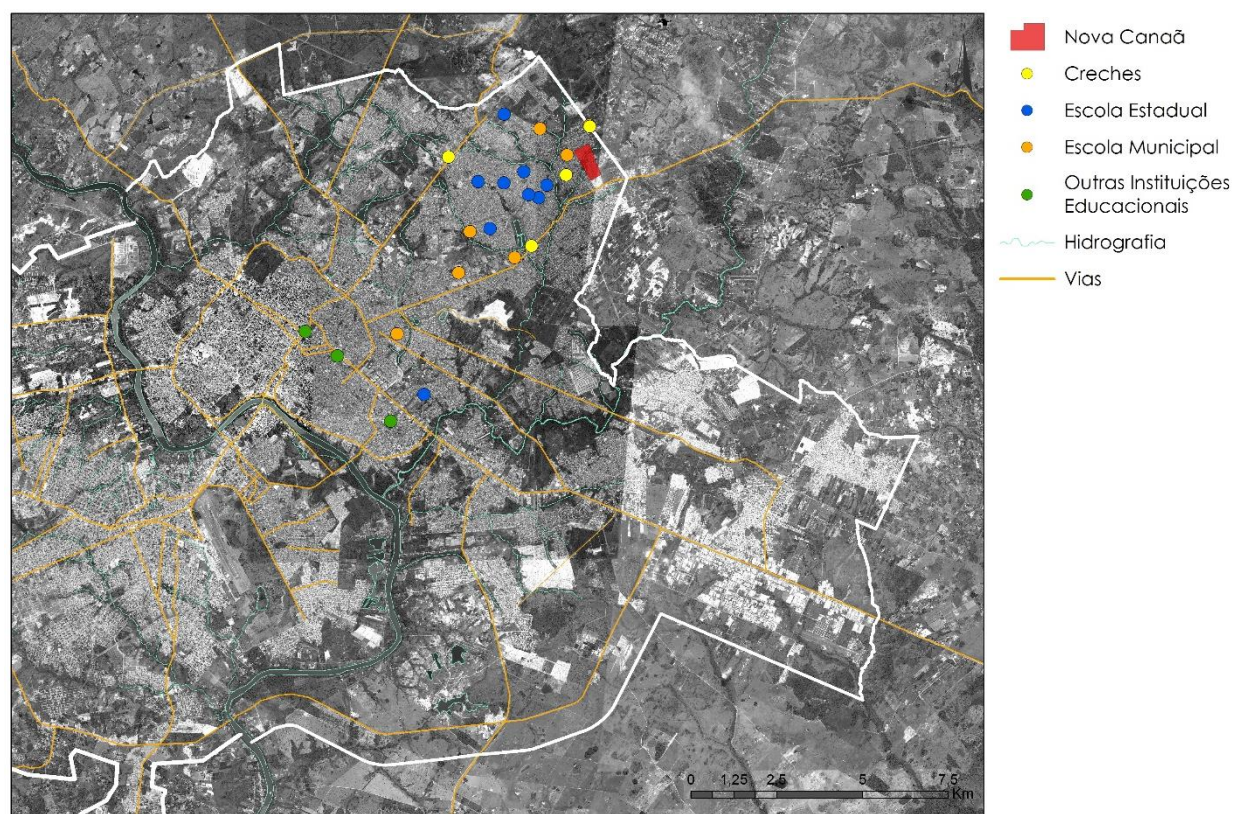 Nova Canaã
Creches
Escola Estadual
Escola Municipal
Outras Instituições
Educacionais
Hidrografia
Vias
0 1,25 2,5 5 7,5
Km